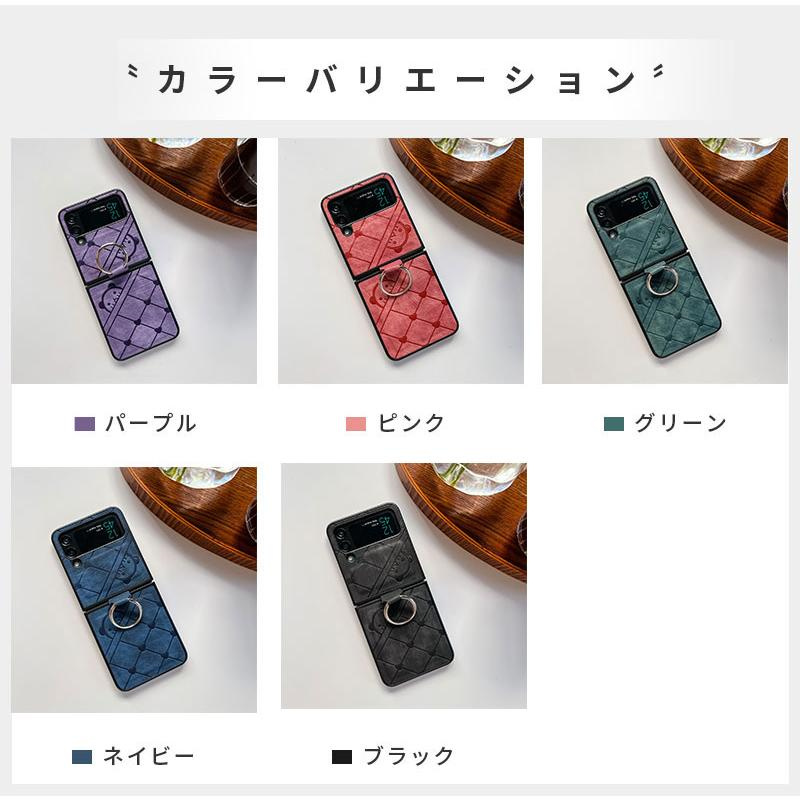 カラーバリエーション
パープル
ピンク
グリーン
ネイビー
ブラック